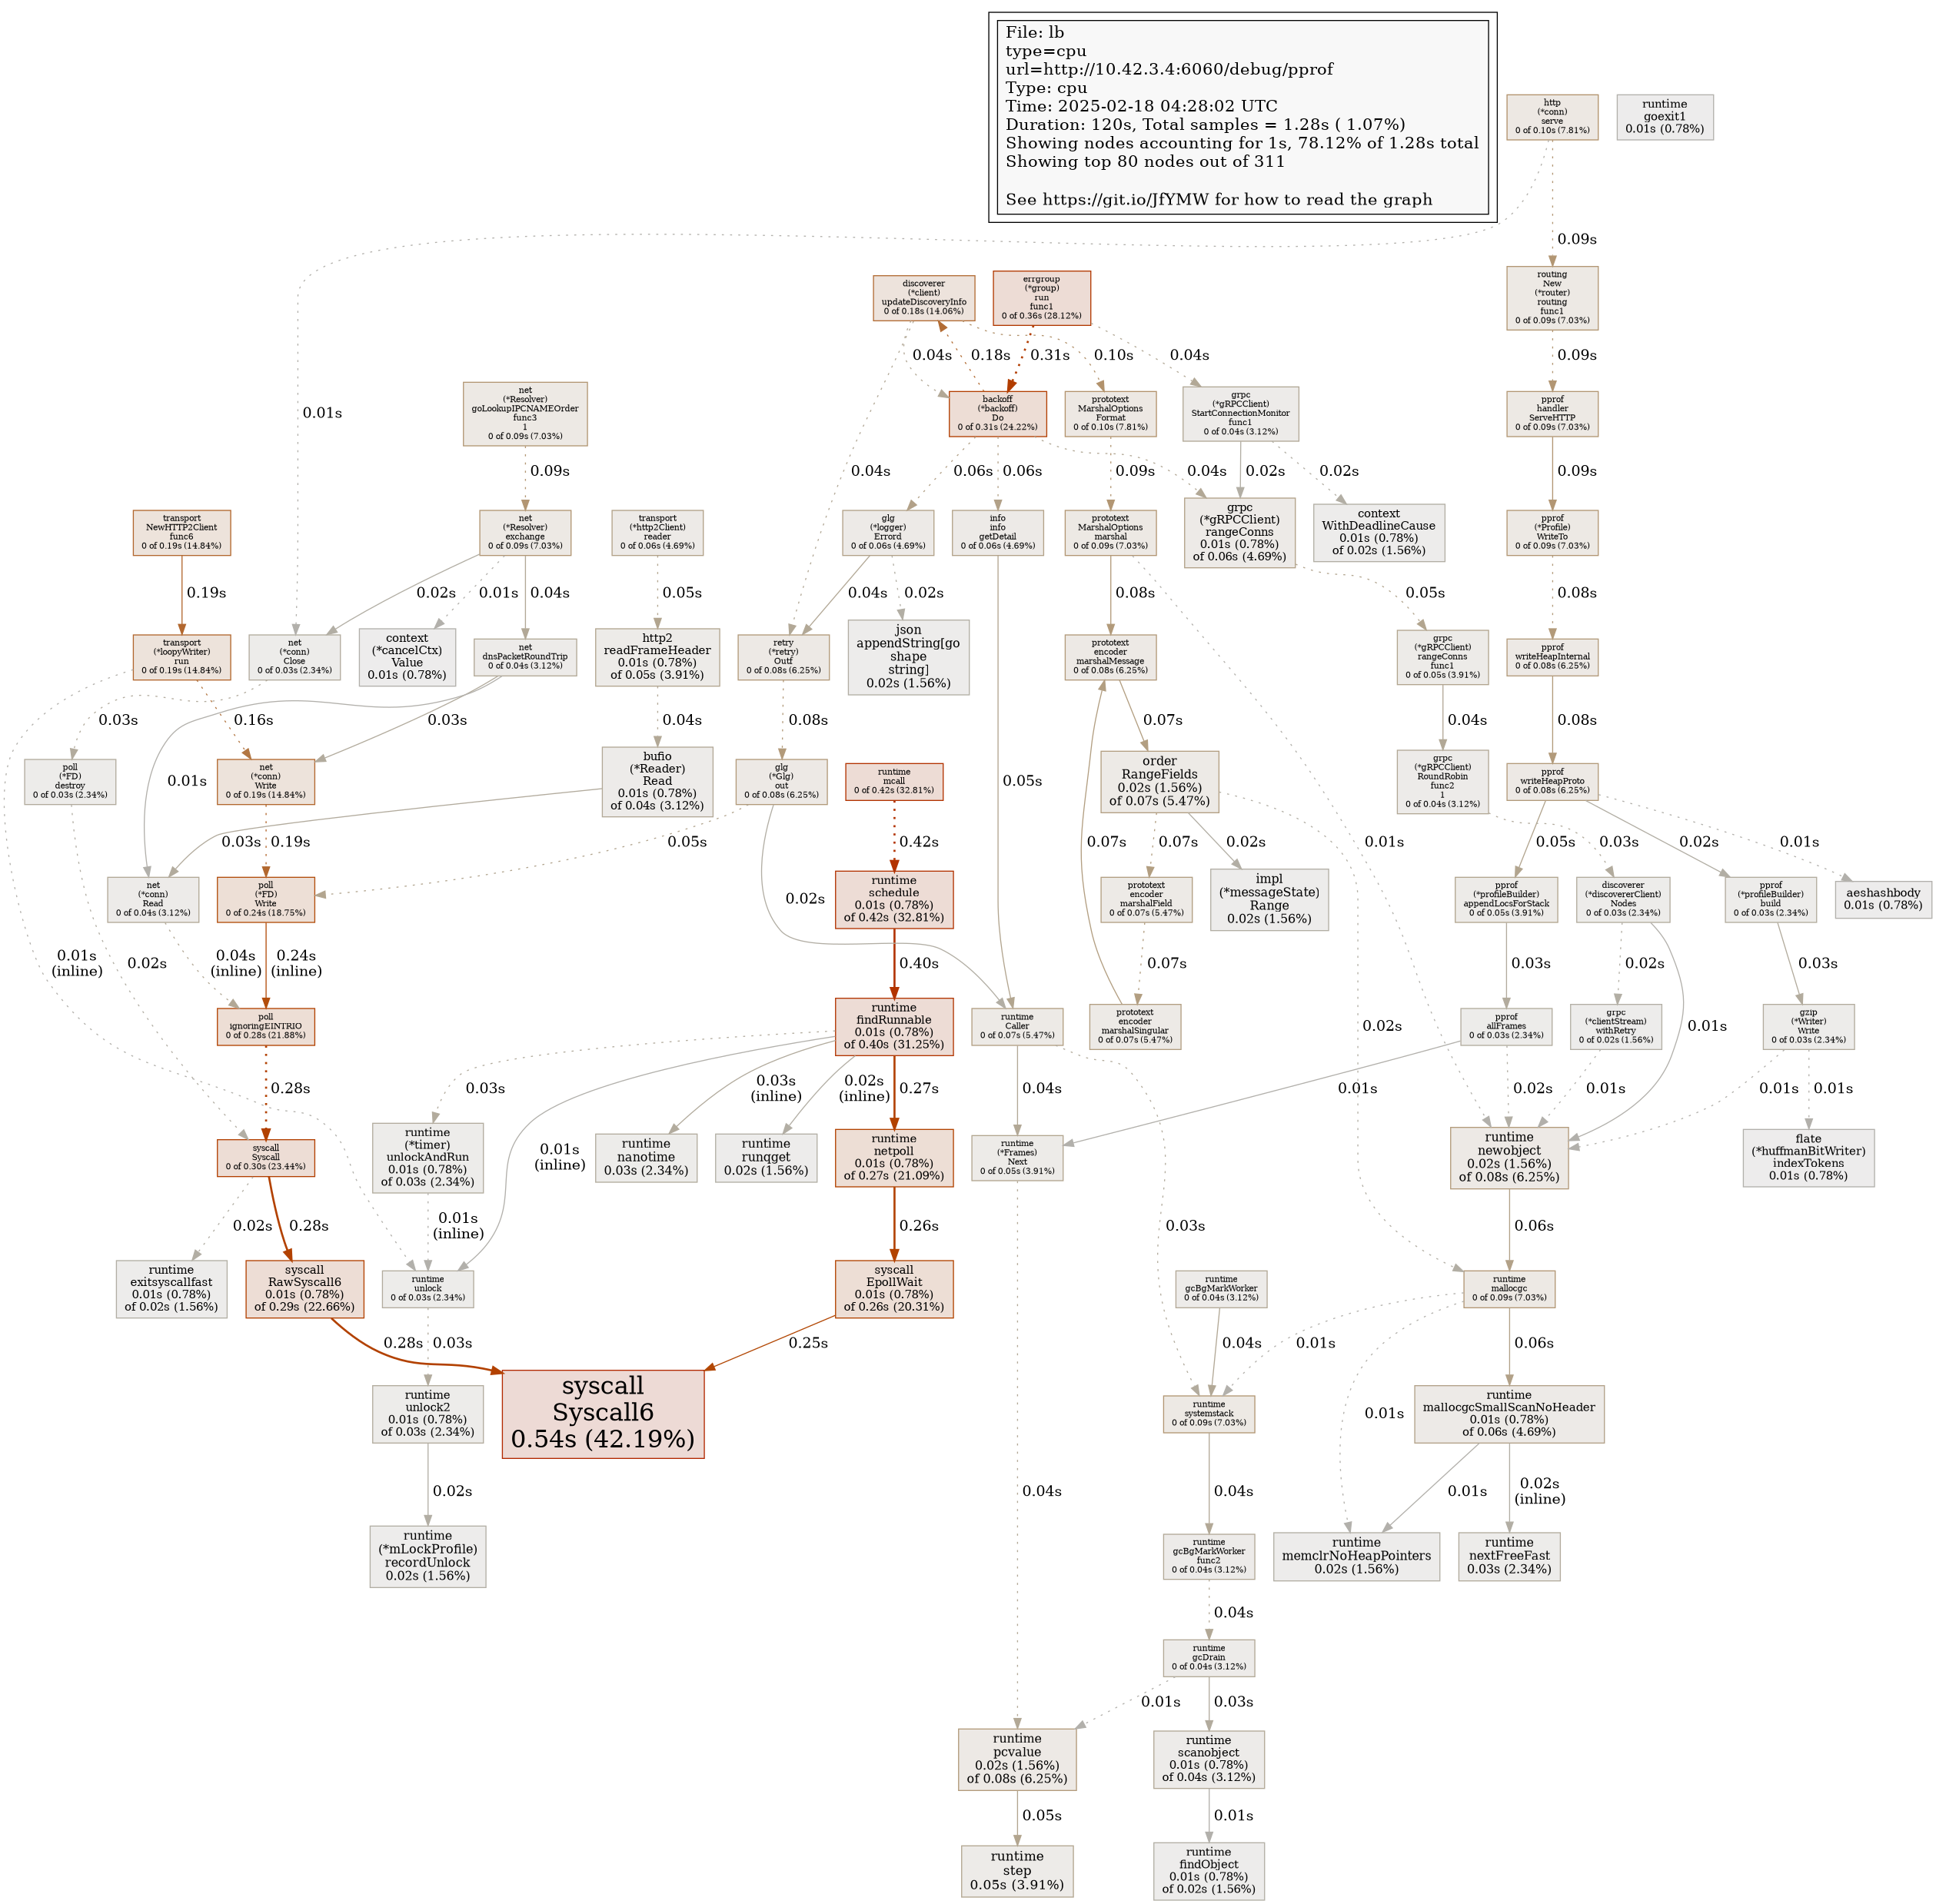 File: lb
type=cpu
url=http://10.42.3.4:6060/debug/pprof
Type: cpu
Time: 2025-02-18 04:28:02 UTC
Duration: 120s, Total samples = 1.28s ( 1.07%)
Showing nodes accounting for 1s, 78.12% of 1.28s total
Showing top 80 nodes out of 311
See https://git.io/JfYMW for how to read the graph
http
(*conn)
serve
0 of 0.10s (7.81%)
runtime
goexit1
0.01s (0.78%)
0.09s
0.01s
discoverer
(*client)
updateDiscoveryInfo
0 of 0.18s (14.06%)
errgroup
(*group)
run
func1
0 of 0.36s (28.12%)
routing
New
(*router)
routing
func1
0 of 0.09s (7.03%)
0.04s
0.18s
0.31s
0.10s
0.04s
0.09s
net
(*Resolver)
goLookupIPCNAMEOrder
func3
1
0 of 0.09s (7.03%)
backoff
(*backoff)
Do
0 of 0.31s (24.22%)
prototext
MarshalOptions
Format
0 of 0.10s (7.81%)
grpc
(*gRPCClient)
StartConnectionMonitor
func1
0 of 0.04s (3.12%)
pprof
handler
ServeHTTP
0 of 0.09s (7.03%)
0.09s
0.04s
0.06s
0.06s
0.09s
0.04s
0.02s
0.02s
0.09s
transport
NewHTTP2Client
func6
0 of 0.19s (14.84%)
net
(*Resolver)
exchange
0 of 0.09s (7.03%)
transport
(*http2Client)
reader
0 of 0.06s (4.69%)
glg
(*logger)
Errord
0 of 0.06s (4.69%)
info
info
getDetail
0 of 0.06s (4.69%)
prototext
MarshalOptions
marshal
0 of 0.09s (7.03%)
grpc
(*gRPCClient)
rangeConns
0.01s (0.78%)
of 0.06s (4.69%)
context
WithDeadlineCause
0.01s (0.78%)
of 0.02s (1.56%)
pprof
(*Profile)
WriteTo
0 of 0.09s (7.03%)
0.19s
0.02s
0.01s
0.04s
0.05s
0.04s
0.02s
0.08s
0.05s
0.08s
transport
(*loopyWriter)
run
0 of 0.19s (14.84%)
net
(*conn)
Close
0 of 0.03s (2.34%)
context
(*cancelCtx)
Value
0.01s (0.78%)
net
dnsPacketRoundTrip
0 of 0.04s (3.12%)
http2
readFrameHeader
0.01s (0.78%)
of 0.05s (3.91%)
retry
(*retry)
Outf
0 of 0.08s (6.25%)
json
appendString[go
shape
string]
0.02s (1.56%)
prototext
encoder
marshalMessage
0 of 0.08s (6.25%)
grpc
(*gRPCClient)
rangeConns
func1
0 of 0.05s (3.91%)
pprof
writeHeapInternal
0 of 0.08s (6.25%)
0.03s
0.16s
0.03s
0.04s
0.08s
0.07s
0.04s
0.08s
poll
(*FD)
destroy
0 of 0.03s (2.34%)
0.01s
net
(*conn)
Write
0 of 0.19s (14.84%)
bufio
(*Reader)
Read
0.01s (0.78%)
of 0.04s (3.12%)
glg
(*Glg)
out
0 of 0.08s (6.25%)
runtime
mcall
0 of 0.42s (32.81%)
0.05s
order
RangeFields
0.02s (1.56%)
of 0.07s (5.47%)
grpc
(*gRPCClient)
RoundRobin
func2
1
0 of 0.04s (3.12%)
pprof
writeHeapProto
0 of 0.08s (6.25%)
0.03s
0.19s
0.05s
0.42s
0.07s
0.07s
0.02s
0.01s
0.03s
0.05s
0.02s
0.01s
net
(*conn)
Read
0 of 0.04s (3.12%)
poll
(*FD)
Write
0 of 0.24s (18.75%)
0.02s
runtime
schedule
0.01s (0.78%)
of 0.42s (32.81%)
prototext
encoder
marshalField
0 of 0.07s (5.47%)
impl
(*messageState)
Range
0.02s (1.56%)
pprof
(*profileBuilder)
appendLocsForStack
0 of 0.05s (3.91%)
discoverer
(*discovererClient)
Nodes
0 of 0.03s (2.34%)
pprof
(*profileBuilder)
build
0 of 0.03s (2.34%)
aeshashbody
0.01s (0.78%)
0.01s
(inline)
0.02s
0.04s
(inline)
0.24s
(inline)
0.40s
0.07s
0.03s
0.02s
0.03s
poll
ignoringEINTRIO
0 of 0.28s (21.88%)
runtime
findRunnable
0.01s (0.78%)
of 0.40s (31.25%)
runtime
Caller
0 of 0.07s (5.47%)
prototext
encoder
marshalSingular
0 of 0.07s (5.47%)
0.02s
pprof
allFrames
0 of 0.03s (2.34%)
grpc
(*clientStream)
withRetry
0 of 0.02s (1.56%)
0.01s
gzip
(*Writer)
Write
0 of 0.03s (2.34%)
0.28s
0.03s
0.03s
(inline)
0.02s
(inline)
0.27s
0.04s
0.01s
0.02s
0.01s
0.01s
0.01s
syscall
Syscall
0 of 0.30s (23.44%)
runtime
(*timer)
unlockAndRun
0.01s (0.78%)
of 0.03s (2.34%)
0.01s
(inline)
runtime
nanotime
0.03s (2.34%)
runtime
runqget
0.02s (1.56%)
runtime
netpoll
0.01s (0.78%)
of 0.27s (21.09%)
runtime
(*Frames)
Next
0 of 0.05s (3.91%)
runtime
newobject
0.02s (1.56%)
of 0.08s (6.25%)
flate
(*huffmanBitWriter)
indexTokens
0.01s (0.78%)
0.02s
0.28s
0.01s
(inline)
0.26s
0.03s
0.06s
runtime
exitsyscallfast
0.01s (0.78%)
of 0.02s (1.56%)
syscall
RawSyscall6
0.01s (0.78%)
of 0.29s (22.66%)
runtime
unlock
0 of 0.03s (2.34%)
syscall
EpollWait
0.01s (0.78%)
of 0.26s (20.31%)
runtime
gcBgMarkWorker
0 of 0.04s (3.12%)
runtime
mallocgc
0 of 0.09s (7.03%)
0.28s
0.03s
0.25s
0.04s
0.01s
0.06s
syscall
Syscall6
0.54s (42.19%)
runtime
unlock2
0.01s (0.78%)
of 0.03s (2.34%)
runtime
systemstack
0 of 0.09s (7.03%)
0.01s
runtime
mallocgcSmallScanNoHeader
0.01s (0.78%)
of 0.06s (4.69%)
0.02s
0.04s
0.04s
0.01s
0.02s
(inline)
runtime
(*mLockProfile)
recordUnlock
0.02s (1.56%)
runtime
gcBgMarkWorker
func2
0 of 0.04s (3.12%)
runtime
memclrNoHeapPointers
0.02s (1.56%)
runtime
nextFreeFast
0.03s (2.34%)
0.04s
runtime
gcDrain
0 of 0.04s (3.12%)
0.01s
0.03s
runtime
pcvalue
0.02s (1.56%)
of 0.08s (6.25%)
runtime
scanobject
0.01s (0.78%)
of 0.04s (3.12%)
0.05s
0.01s
runtime
step
0.05s (3.91%)
runtime
findObject
0.01s (0.78%)
of 0.02s (1.56%)